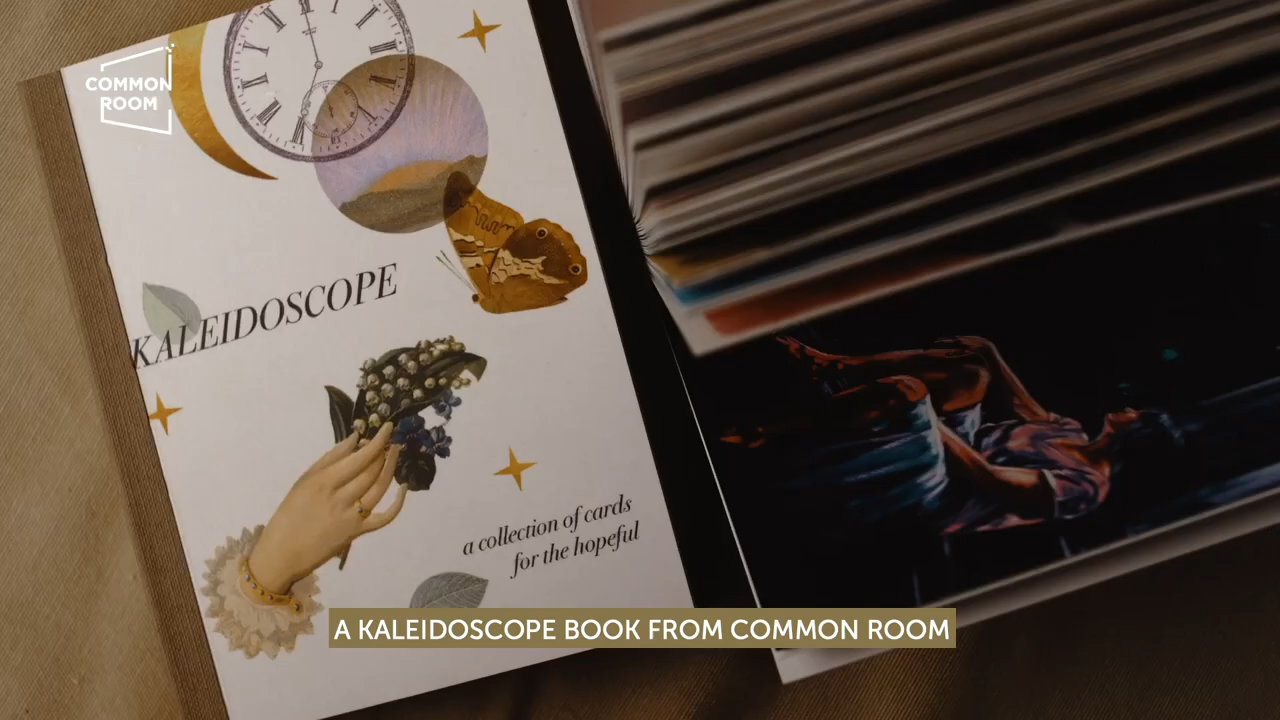 COMMON
ROOM
KALEIDOSCOPE
a collection of cards
for the hopeful
A KALEIDOSCOPE BOOK FROM COMMON ROOM